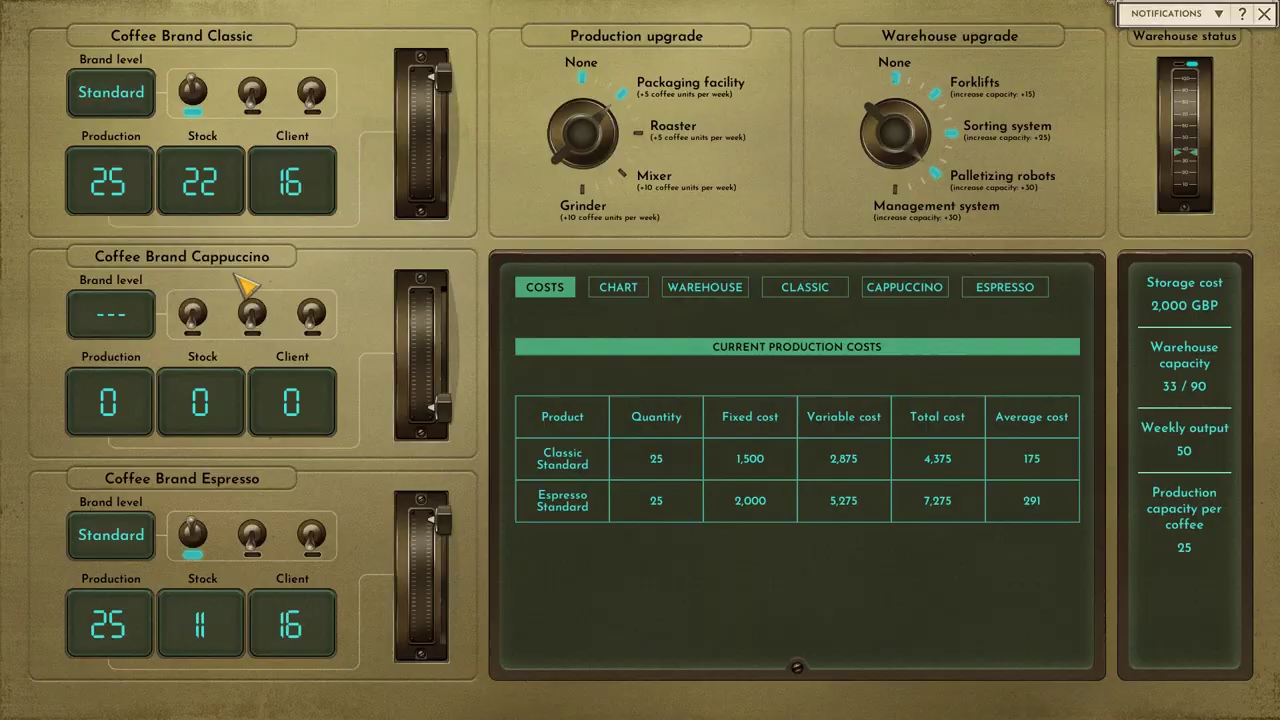 NOTIFICATIONS ?
Coffee Brand Classic
Brand level
Standard
Production Stock Client
25 22 16
Coffee Brand Cappuccino
Brand level
---
Production Stock Client
0 0 0
Coffee Brand Espresso
Brand level
Standard
Production Stock Client
25 11 16
Production upgrade
None
Packaging facility
(+5 coffee units per week)
Roaster
(+5 coffee units per week)
Mixer
(+10 coffee units per week)
Grinder
(+10 coffee units per week)
Warehouse upgrade
None
Forklifts
(increase capacity: +15)
Sorting system
(increase capacity: +25)
Palletizing robots
(increase capacity: +30)
Management system
(increase capacity: +30)
Warehouse status
COSTS CHART WAREHOUSE CLASSIC CAPPUCCINO ESPRESSO
CURRENT PRODUCTION COSTS
Product Quantity Fixed cost Variable cost Total cost Average cost
Classic
Standard 25 1,500 2,875 4,375 175
Espresso
Standard 25 2,000 5,275 7,275 291
Storage cost
2,000 GBP
Warehouse
capacity
33 / 90
Weekly output
50
Production
capacity per
coffee
25